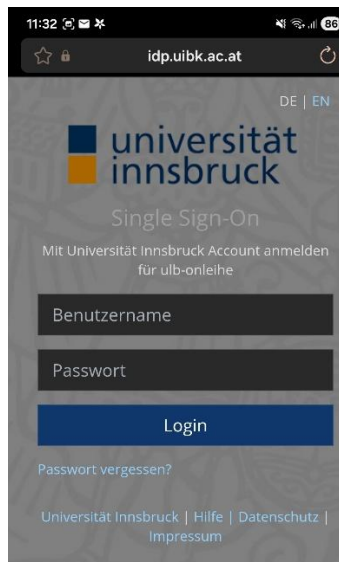 11:32
86
idp.uibk.ac.at
DE | EN
universität
innsbruck
Single Sign-On
Mit Universität Innsbruck Account anmelden
für ulb-onleihe
Benutzername
Passwort
Login
Passwort vergessen?
Universität Innsbruck | Hilfe | Datenschutz |
Impressum